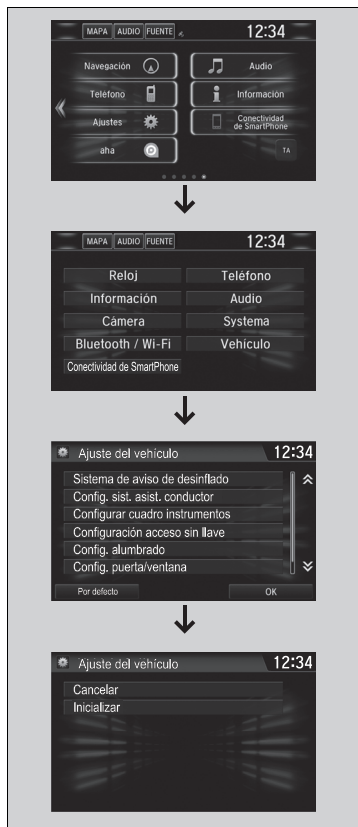 MAPA AUDIO FUENTE 12:34
Navegación Audio
Teléfono Información
Ajustes Conectividad
de SmartPhone
aha TA
MAPA AUDIO FUENTE 12:34
Reloj Teléfono
Información Audio
Cámera Systema
Bluetooth / Wi-Fi Vehículo
Conectividad de SmartPhone
Ajuste del vehículo 12:34
Sistema de aviso de desinflado
Config. sist. asist. conductor
Configurar cuadro instrumentos
Configuración acceso sin llave
Config. alumbrado
Config. puerta/ventana
Por defecto OK
Ajuste del vehículo 12:34
Cancelar
Inicializar